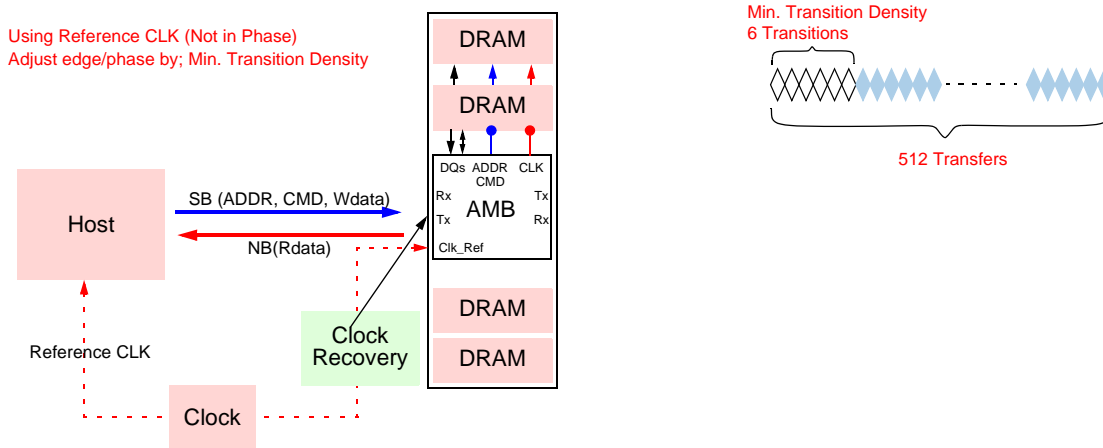 Using Reference CLK (Not in Phase)
Adjust edge/phase by; Min. Transition Density
Min. Transition Density
6 Transitions
512 Transfers
DRAM
DRAM
DQs ADDR CLK
CMD
Rx Tx
AMB
Tx Rx
Clk_Ref
SB (ADDR, CMD, Wdata)
Host
NB(Rdata)
DRAM
Clock
Recovery
DRAM
Reference CLK
Clock